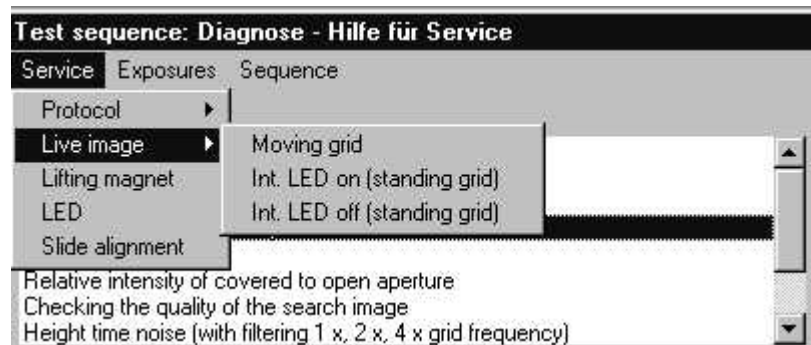 Test sequence: Diagnose - Hilfe für Service
Service Exposures Sequence
Protocol
Live image
Moving grid
Lifting magnet
Int. LED on (standing grid)
LED
Int. LED off (standing grid)
Slide alignment
Relative intensity of covered to open aperture
Checking the quality of the search image
Height time noise (with filtering 1 x, 2 x, 4 x grid frequency)